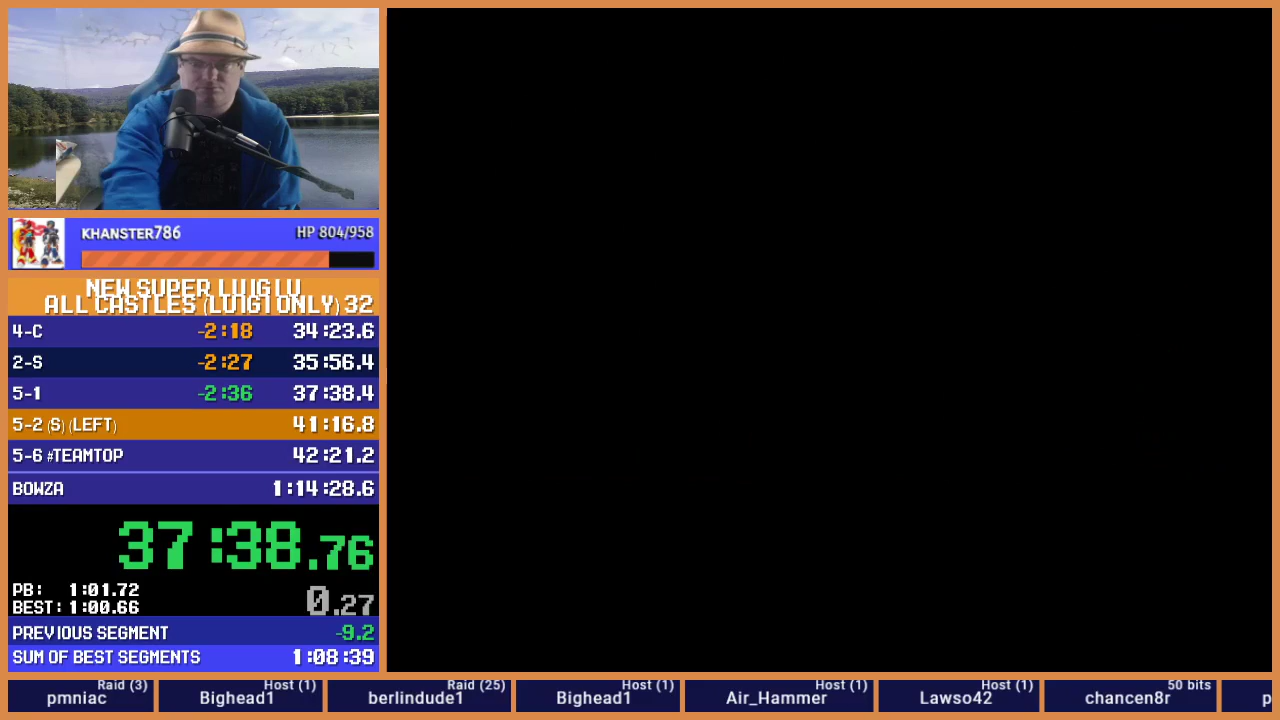 KHANSTER786 HP 804/958
NEW SUPER LUIGI U
ALL CASTLES (LUIGI ONLY) 32
4-C -2:18 34:23.6
2-S -2:27 35:56.4
5-1 -2:36 37:38.4
5-2 (S) (LEFT) 41:16.8
5-6 #TEAMTOP 42:21.2
BOWZA 1:14:28.6
37:38.76
PB: 1:01.72
BEST: 1:00.66 0.27
PREVIOUS SEGMENT -9.2
SUM OF BEST SEGMENTS 1:08:39
Raid (3) Host (1) Raid (25) Host (1) Host (1) Host (1) 50 bits
pmniac Bighead1 berlindude1 Bighead1 Air_Hammer Lawso42 chancen8r p